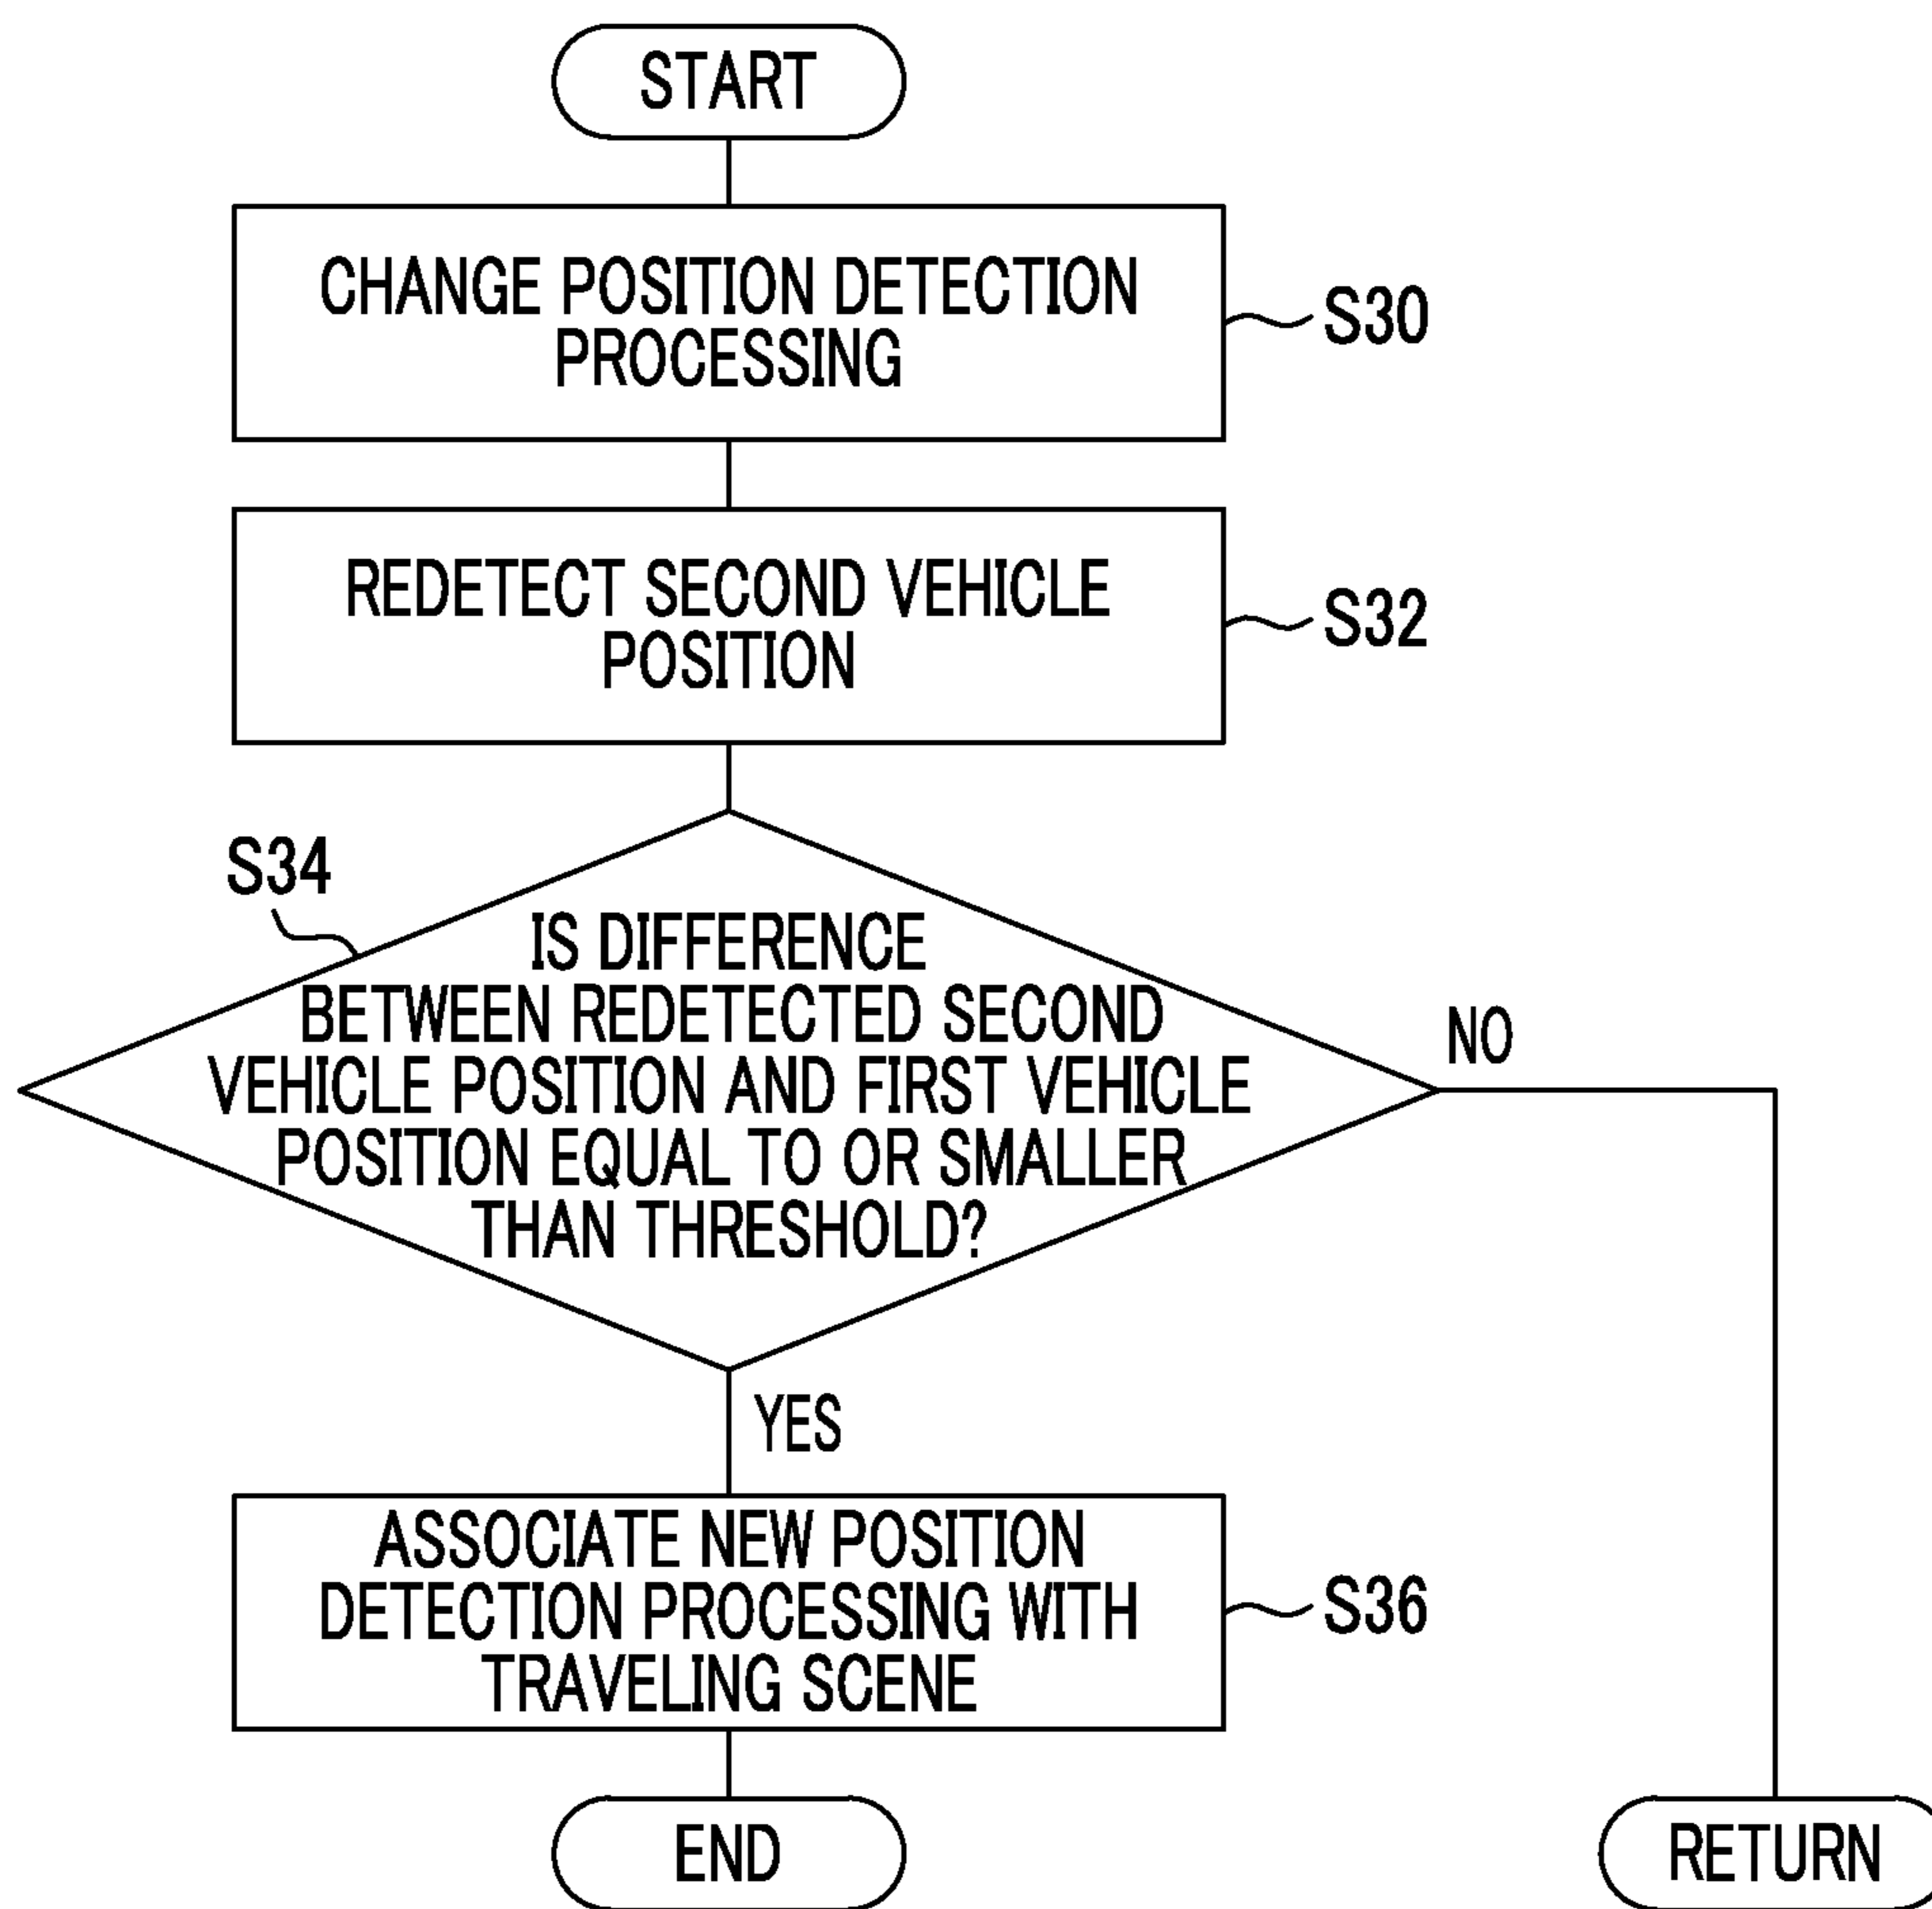 START
CHANGE POSITION DETECTION
PROCESSING
S30
REDETECT SECOND VEHICLE
POSITION
S32
S34
IS DIFFERENCE
BETWEEN REDETECTED SECOND
VEHICLE POSITION AND FIRST VEHICLE
POSITION EQUAL TO OR SMALLER
THAN THRESHOLD?
NO
YES
ASSOCIATE NEW POSITION
DETECTION PROCESSING WITH
TRAVELING SCENE
S36
END
RETURN